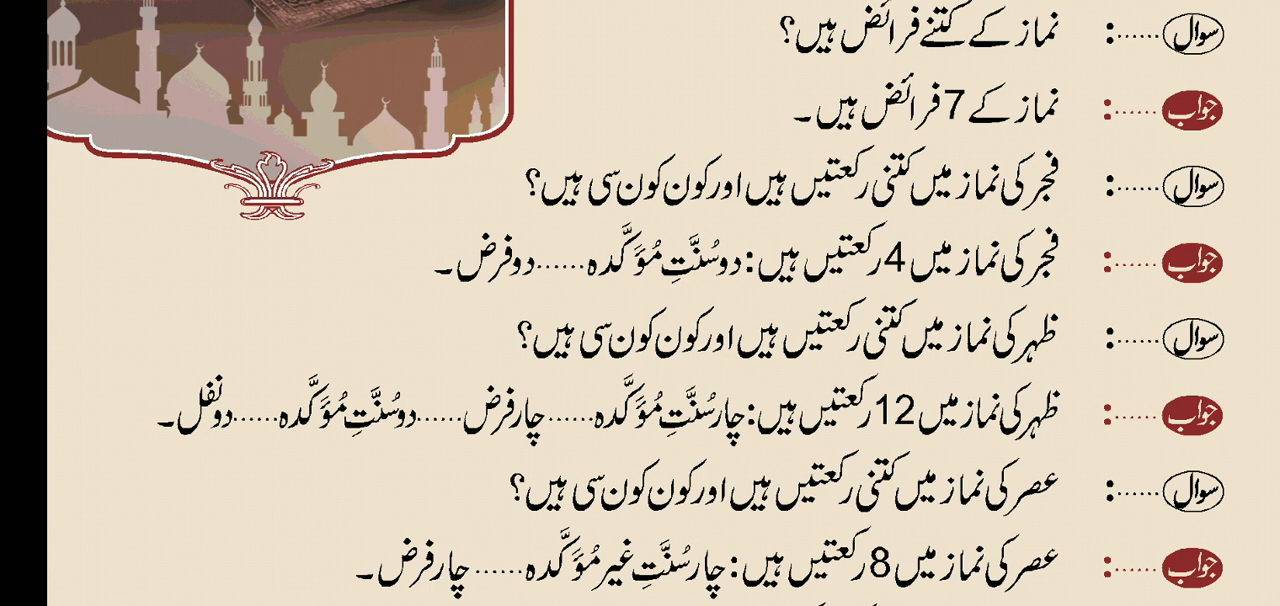 سوال......: نماز کے کتنے فرائض ہیں؟
جواب......: نماز کے 7 فرائض ہیں۔
سوال......: فجر کی نماز میں کتنی رکعتیں ہیں اور کون کون سی ہیں؟
جواب......: فجر کی نماز میں 4 رکعتیں ہیں: دو سُنَّتِ مُؤَکَّدہ......دو فرض۔
سوال......: ظہر کی نماز میں کتنی رکعتیں ہیں اور کون کون سی ہیں؟
جواب......: ظہر کی نماز میں 12 رکعتیں ہیں: چار سُنَّتِ مُؤَکَّدہ......چار فرض......دو سُنَّتِ مُؤَکَّدہ......دو نفل۔
سوال......: عصر کی نماز میں کتنی رکعتیں ہیں اور کون کون سی ہیں؟
جواب......: عصر کی نماز میں 8 رکعتیں ہیں: چار سُنَّتِ غیر مُؤَکَّدہ......چار فرض۔